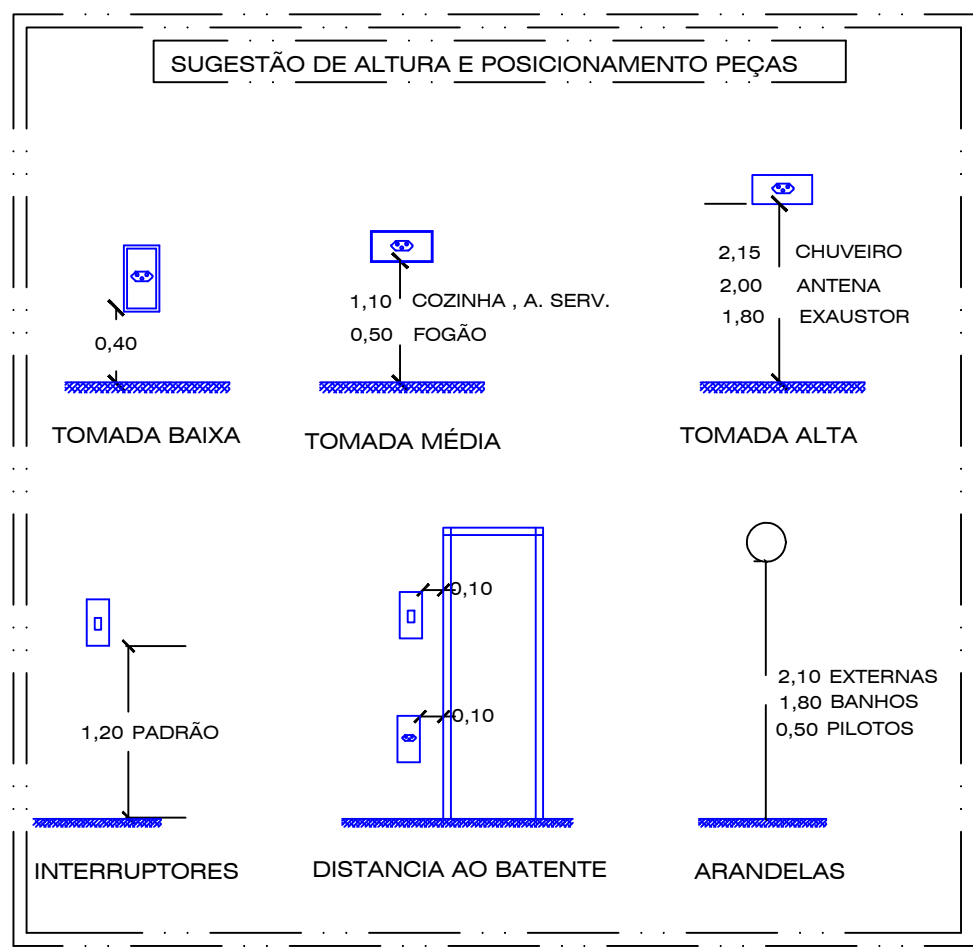 SUGESTÃO DE ALTURA E POSICIONAMENTO PEÇAS
0,40
TOMADA BAIXA
1,10 COZINHA , A. SERV.
0,50 FOGÃO
TOMADA MÉDIA
2,15 CHUVEIRO
2,00 ANTENA
1,80 EXAUSTOR
TOMADA ALTA
1,20 PADRÃO
INTERRUPTORES
0,10
0,10
DISTANCIA AO BATENTE
2,10 EXTERNAS
1,80 BANHOS
0,50 PILOTOS
ARANDELAS